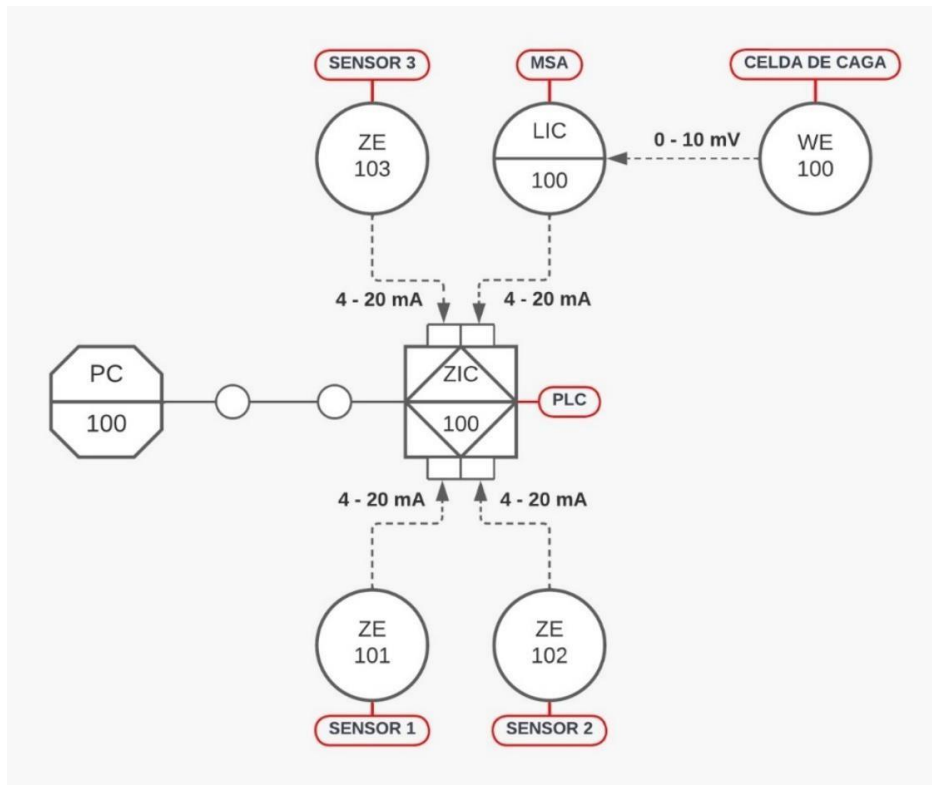 SENSOR 3
MSA
CELDA DE CAGA
ZE
103
LIC
100
0 - 10 mV
WE
100
4 - 20 mA
4 - 20 mA
PC
100
ZIC
100
PLC
4 - 20 mA
4 - 20 mA
ZE
101
ZE
102
SENSOR 1
SENSOR 2